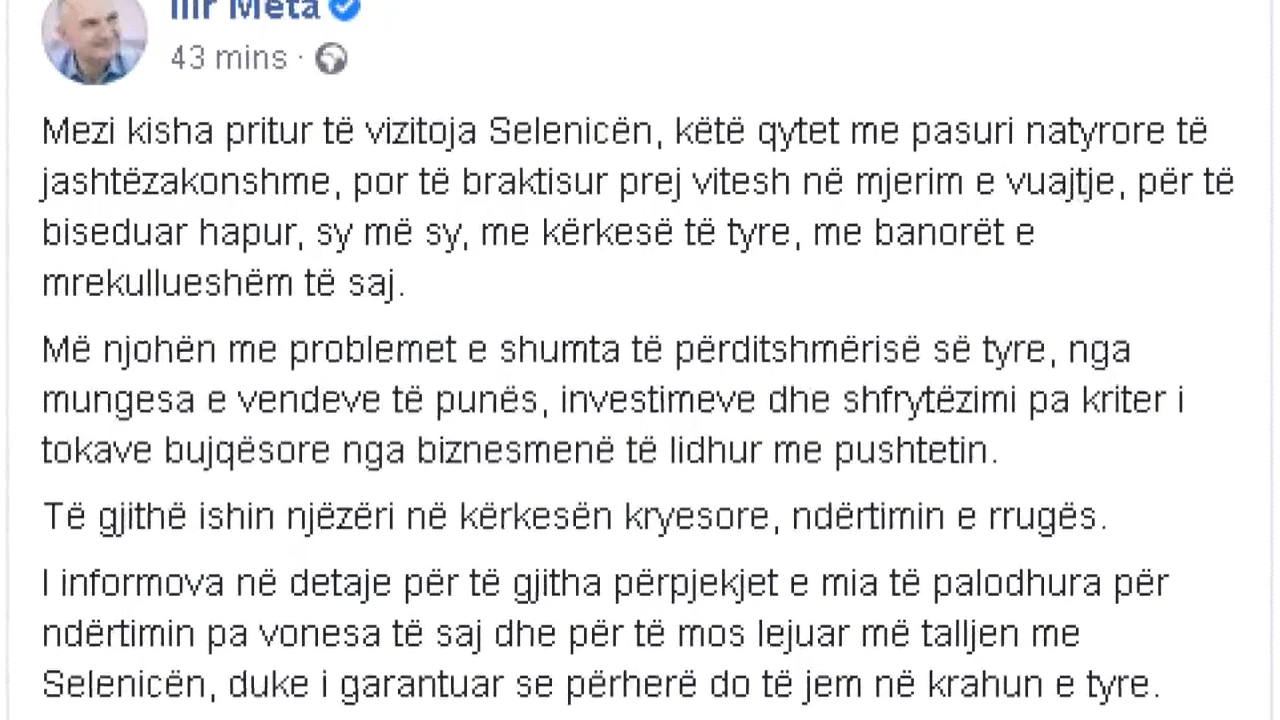 Ilir Meta
43 mins ·
Mezi kisha pritur të vizitoja Selenicën, këtë qytet me pasuri natyrore të
jashtëzakonshme, por të braktisur prej vitesh në mjerim e vuajtje, për të
biseduar hapur, sy më sy, me kërkesë të tyre, me banorët e
mrekullueshëm të saj.
Më njohën me problemet e shumta të përditshmërisë së tyre, nga
mungesa e vendeve të punës, investimeve dhe shfrytëzimi pa kriter i
tokave bujqësore nga biznesmenë të lidhur me pushtetin.
Të gjithë ishin njëzëri në kërkesën kryesore, ndërtimin e rrugës.
I informova në detaje për të gjitha përpjekjet e mia të palodhura për
ndërtimin pa vonesa të saj dhe për të mos lejuar më talljen me
Selenicën, duke i garantuar se përherë do të jem në krahun e tyre.